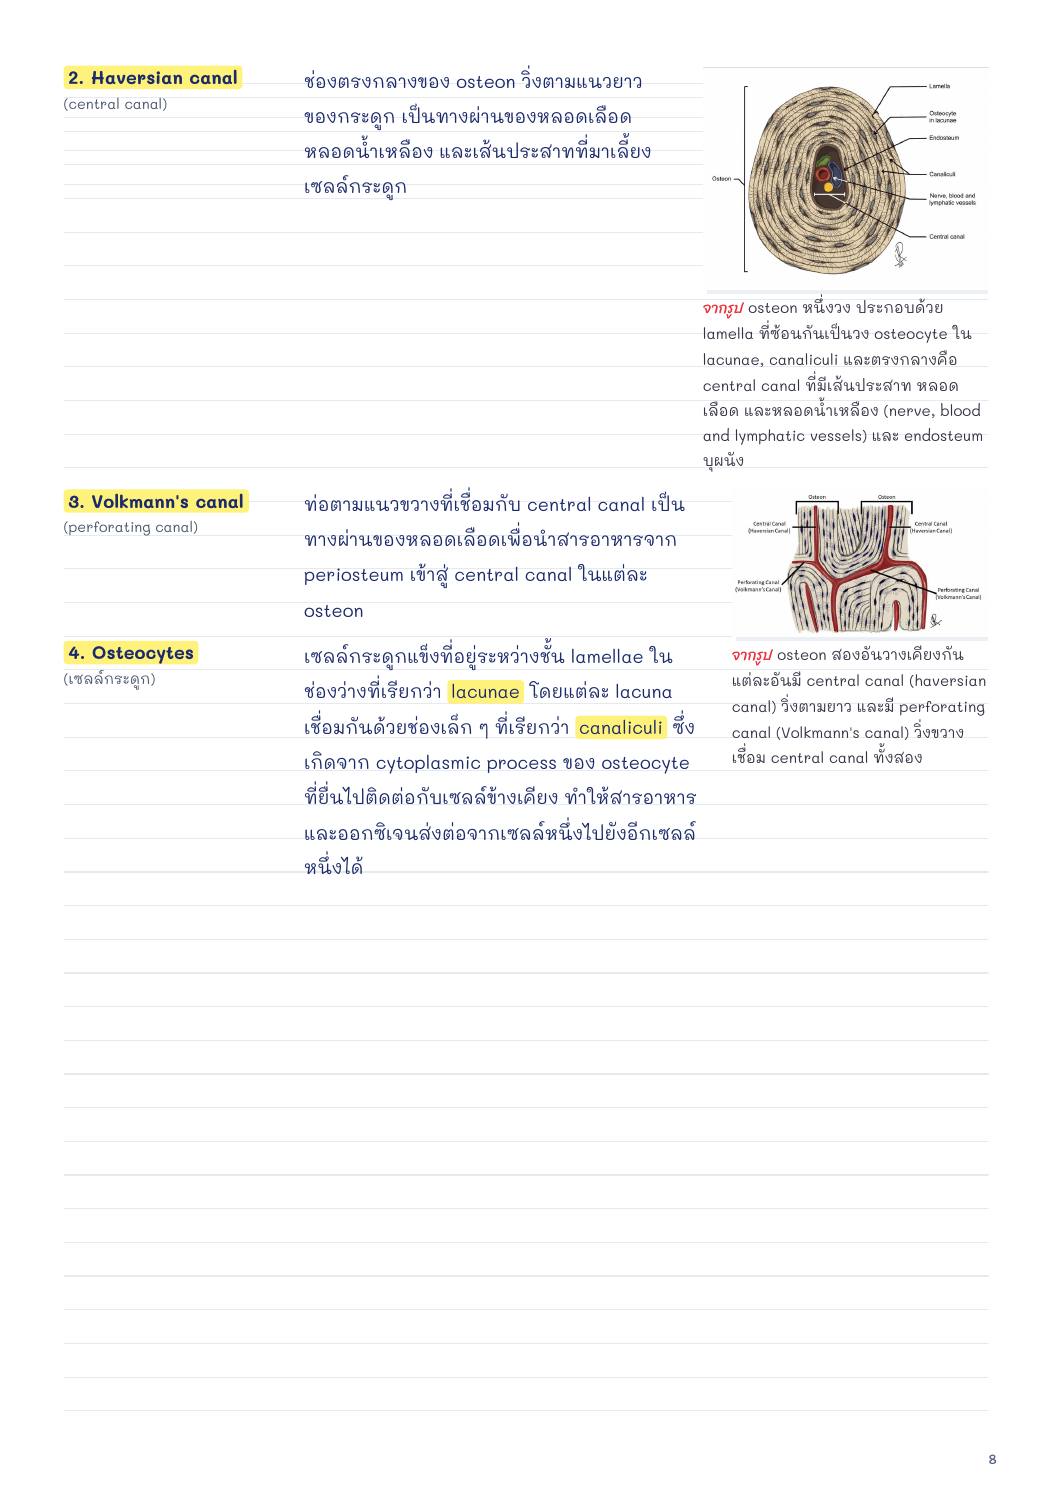 2. Haversian canal
(central canal)
ช่องตรงกลางของ osteon วิ่งตามแนวยาว
ของกระดูก เป็นทางผ่านของหลอดเลือด
หลอดน้ำเหลือง และเส้นประสาทที่มาเลี้ยง
เซลล์กระดูก
Osteon
Lamella
Osteocyte
in lacunae
Endosteum
Canaliculi
Nerve, blood and
lymphatic vessels
Central canal
จากรูป osteon หนึ่งวง ประกอบด้วย
lamella ที่ซ้อนกันเป็นวง osteocyte ใน
lacunae, canaliculi และตรงกลางคือ
central canal ที่มีเส้นประสาท หลอด
เลือด และหลอดน้ำเหลือง (nerve, blood
and lymphatic vessels) และ endosteum
บุผนัง
3. Volkmann's canal
(perforating canal)
ท่อตามแนวขวางที่เชื่อมกับ central canal เป็น
ทางผ่านของหลอดเลือดเพื่อนำสารอาหารจาก
periosteum เข้าสู่ central canal ในแต่ละ
osteon
Osteon Osteon
Central Canal
(Haversian Canal)
Central Canal
(Haversian Canal)
Perforating Canal
(Volkmann's Canal)
Perforating Canal
(Volkmann's Canal)
จากรูป osteon สองอันวางเคียงกัน
แต่ละอันมี central canal (haversian
canal) วิ่งตามยาว และมี perforating
canal (Volkmann's canal) วิ่งขวาง
เชื่อม central canal ทั้งสอง
4. Osteocytes
(เซลล์กระดูก)
เซลล์กระดูกแข็งที่อยู่ระหว่างชั้น lamellae ใน
ช่องว่างที่เรียกว่า lacunae โดยแต่ละ lacuna
เชื่อมกันด้วยช่องเล็ก ๆ ที่เรียกว่า canaliculi ซึ่ง
เกิดจาก cytoplasmic process ของ osteocyte
ที่ยื่นไปติดต่อกับเซลล์ข้างเคียง ทำให้สารอาหาร
และออกซิเจนส่งต่อจากเซลล์หนึ่งไปยังอีกเซลล์
หนึ่งได้
8